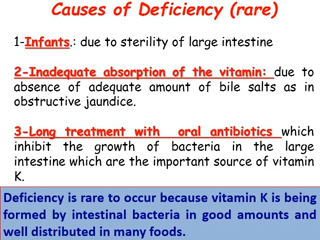 Causes of Deficiency (rare)
1-Infants.: due to sterility of large intestine
2-Inadequate absorption of the vitamin: due to
absence of adequate amount of bile salts as in
obstructive jaundice.
3-Long treatment with oral antibiotics which
inhibit the growth of bacteria in the large
intestine which are the important source of vitamin
K.
Deficiency is rare to occur because vitamin K is being
formed by intestinal bacteria in good amounts and
well distributed in many foods.